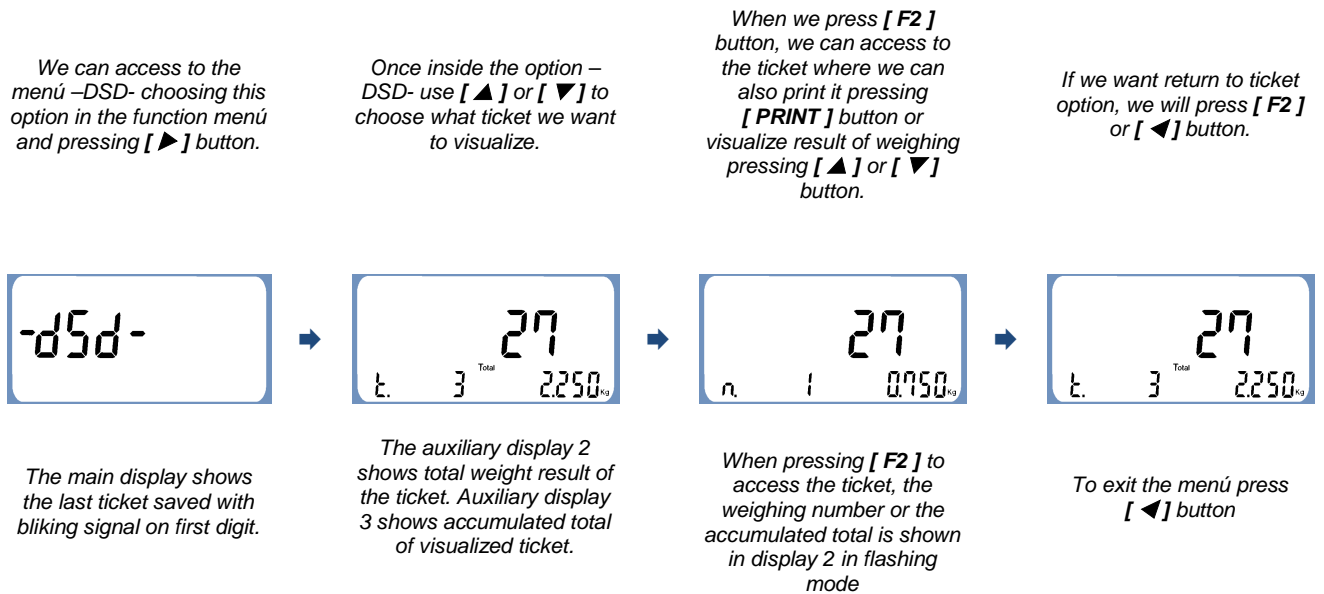 We can access to the
menú –DSD- choosing this
option in the function menú
and pressing [ ▶ ] button.
Once inside the option –
DSD- use [ ▲ ] or [ ▼ ] to
choose what ticket we want
to visualize.
When we press [ F2 ]
button, we can access to
the ticket where we can
also print it pressing
[ PRINT ] button or
visualize result of weighing
pressing [ ▲ ] or [ ▼ ]
button.
If we want return to ticket
option, we will press [ F2 ]
or [ ◀ ] button.
-dSd-
27
t. 3 Total 2.250 Kg
27
n. 1 0.750 Kg
27
t. 3 Total 2.250 Kg
The main display shows
the last ticket saved with
bliking signal on first digit.
The auxiliary display 2
shows total weight result of
the ticket. Auxiliary display
3 shows accumulated total
of visualized ticket.
When pressing [ F2 ] to
access the ticket, the
weighing number or the
accumulated total is shown
in display 2 in flashing
mode
To exit the menú press
[ ◀ ] button